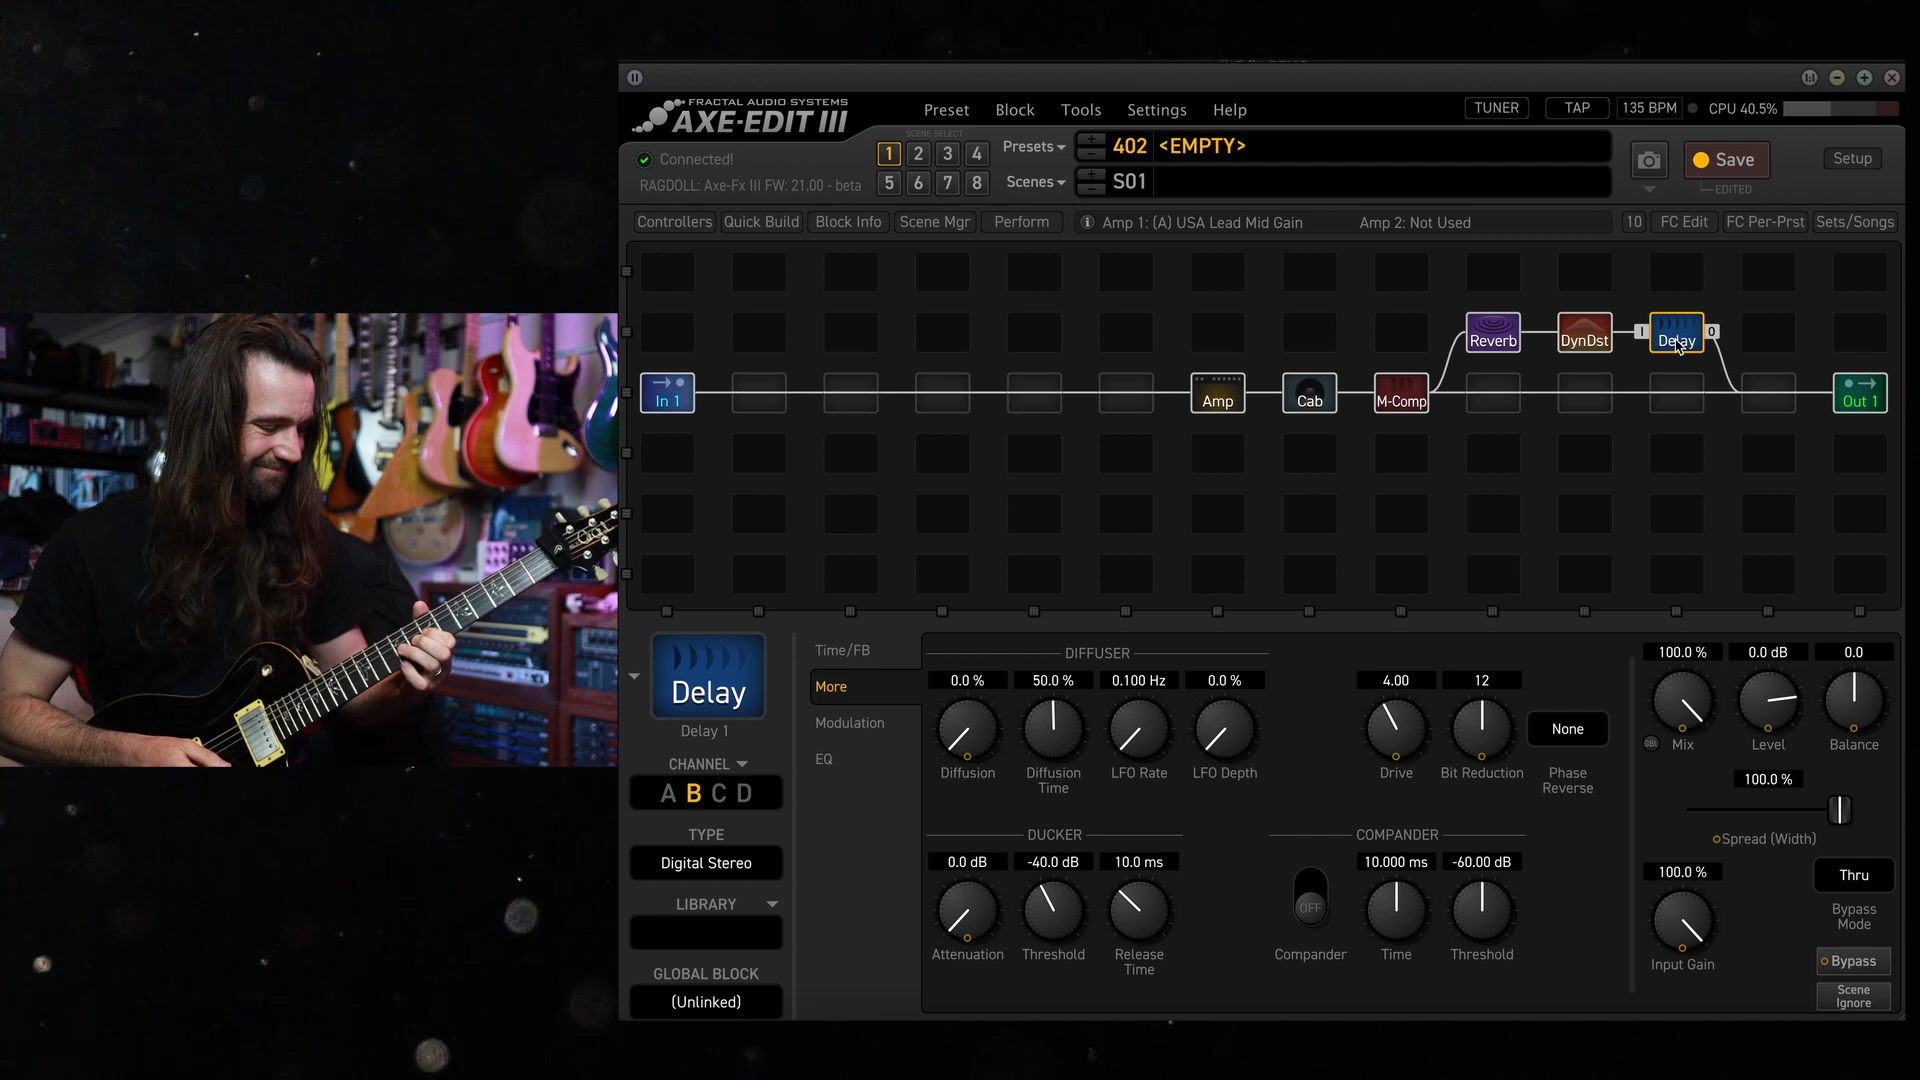 FRACTAL AUDIO SYSTEMS
AXE-EDIT III
Preset Block Tools Settings Help
TUNER TAP 135 BPM CPU 40.5%
SCENE SELECT
1 2 3 4
5 6 7 8
Connected!
RAGDOLL: Axe-Fx III FW: 21.00 - beta
Presets 402 <EMPTY>
Scenes S01
Save
EDITED
Setup
Controllers Quick Build Block Info Scene Mgr Perform
Amp 1: (A) USA Lead Mid Gain Amp 2: Not Used
10 FC Edit FC Per-Prst Sets/Songs
Reverb DynDst I Delay O
In 1 Amp Cab M-Comp Out 1
Delay
Delay 1
CHANNEL
A B C D
TYPE
Digital Stereo
LIBRARY
GLOBAL BLOCK
(Unlinked)
Time/FB
More
Modulation
EQ
DIFFUSER
0.0 % 50.0 % 0.100 Hz 0.0 %
Diffusion Diffusion Time LFO Rate LFO Depth
4.00 12 None
Drive Bit Reduction Phase Reverse
DUCKER
0.0 dB -40.0 dB 10.0 ms
Attenuation Threshold Release Time
COMPANDER
10.000 ms -60.00 dB
OFF
Compander Time Threshold
100.0 % 0.0 dB 0.0
GBL Mix Level Balance
100.0 %
Spread (Width)
100.0 %
Input Gain
Thru
Bypass Mode
Bypass
Scene Ignore